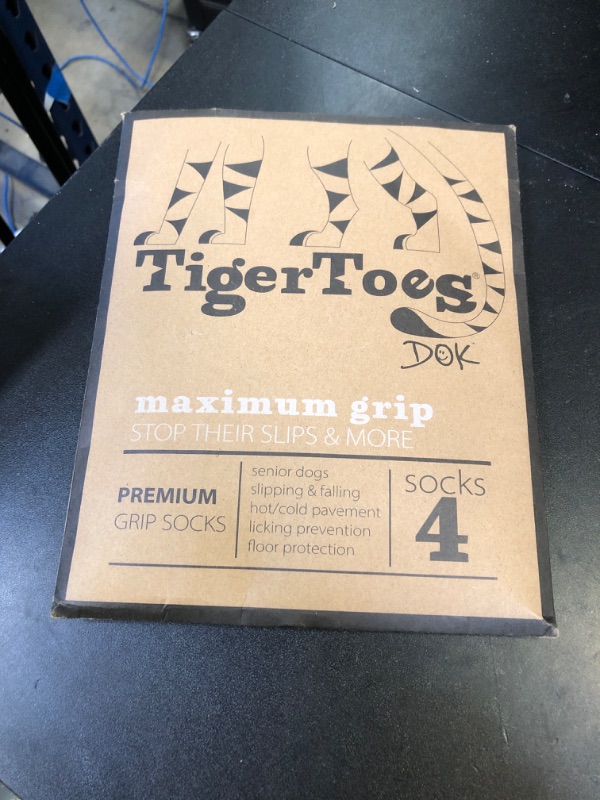 TigerToes®
DOK
maximum grip
STOP THEIR SLIPS & MORE
PREMIUM
GRIP SOCKS
senior dogs
slipping & falling
hot/cold pavement
licking prevention
floor protection
SOCKS
4